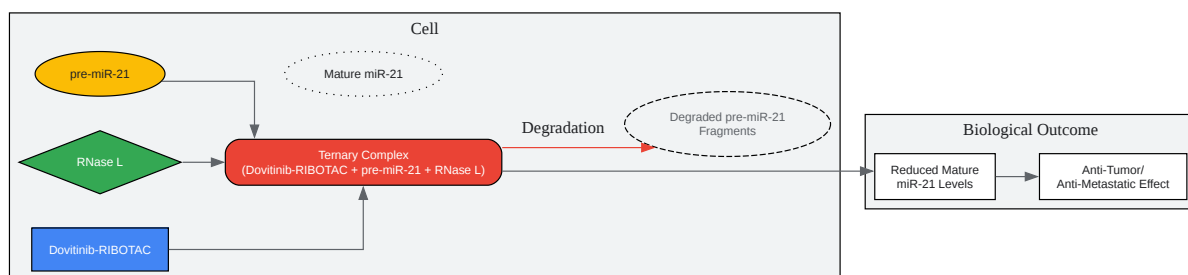 Cell
pre-miR-21
Mature miR-21
Degraded pre-miR-21
Fragments
Degradation
RNase L
Ternary Complex
(Dovitinib-RIBOTAC + pre-miR-21 + RNase L)
Dovitinib-RIBOTAC
Biological Outcome
Reduced Mature
miR-21 Levels
Anti-Tumor/
Anti-Metastatic Effect